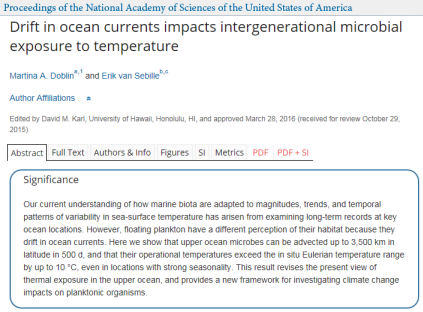 Proceedings of the National Academy of Sciences of the United States of America
Drift in ocean currents impacts intergenerational microbial
exposure to temperature
Martina A. Doblin a,1 and Erik van Sebille b,c
Author Affiliations
Edited by David M. Karl, University of Hawaii, Honolulu, HI, and approved March 28, 2016 (received for review October 29,
2015)
Abstract Full Text Authors & Info Figures SI Metrics PDF PDF + SI
Significance
Our current understanding of how marine biota are adapted to magnitudes, trends, and temporal
patterns of variability in sea-surface temperature has arisen from examining long-term records at key
ocean locations. However, floating plankton have a different perception of their habitat because they
drift in ocean currents. Here we show that upper ocean microbes can be advected up to 3,500 km in
latitude in 500 d, and that their operational temperatures exceed the in situ Eulerian temperature range
by up to 10 °C, even in locations with strong seasonality. This result revises the present view of
thermal exposure in the upper ocean, and provides a new framework for investigating climate change
impacts on planktonic organisms.